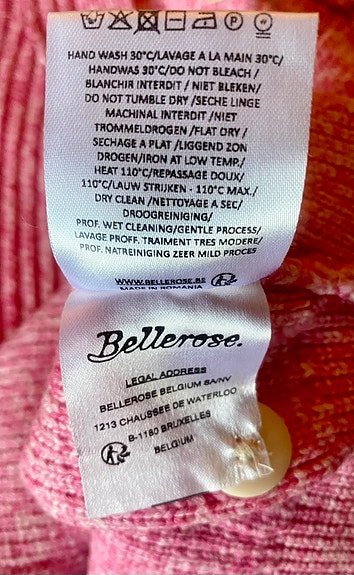 HAND WASH 30°C/LAVAGE A LA MAIN 30°C/
HANDWAS 30°C/DO NOT BLEACH /
BLANCHIR INTERDIT / NIET BLEKEN/
DO NOT TUMBLE DRY /SECHE LINGE
MACHINAL INTERDIT /NIET
TROMMELDROGEN /FLAT DRY /
SECHAGE A PLAT /LIGGEND ZON
DROGEN/IRON AT LOW TEMP./
HEAT 110°C/REPASSAGE DOUX/
110°C/LAUW STRIJKEN - 110°C MAX./
DRY CLEAN /NETTOYAGE A SEC/
DROOGREINIGING/
PROF. WET CLEANING/GENTLE PROCESS/
LAVAGE PROFF. TRAIMENT TRES MODERE/
PROF. NATREINIGING ZEER MILD PROCES
WWW.BELLEROSE.BE
MADE IN ROMANIA
Bellerose.
LEGAL ADDRESS
BELLEROSE BELGIUM SA/NV
1213 CHAUSSEE DE WATERLOO
B-1180 BRUXELLES
BELGIUM